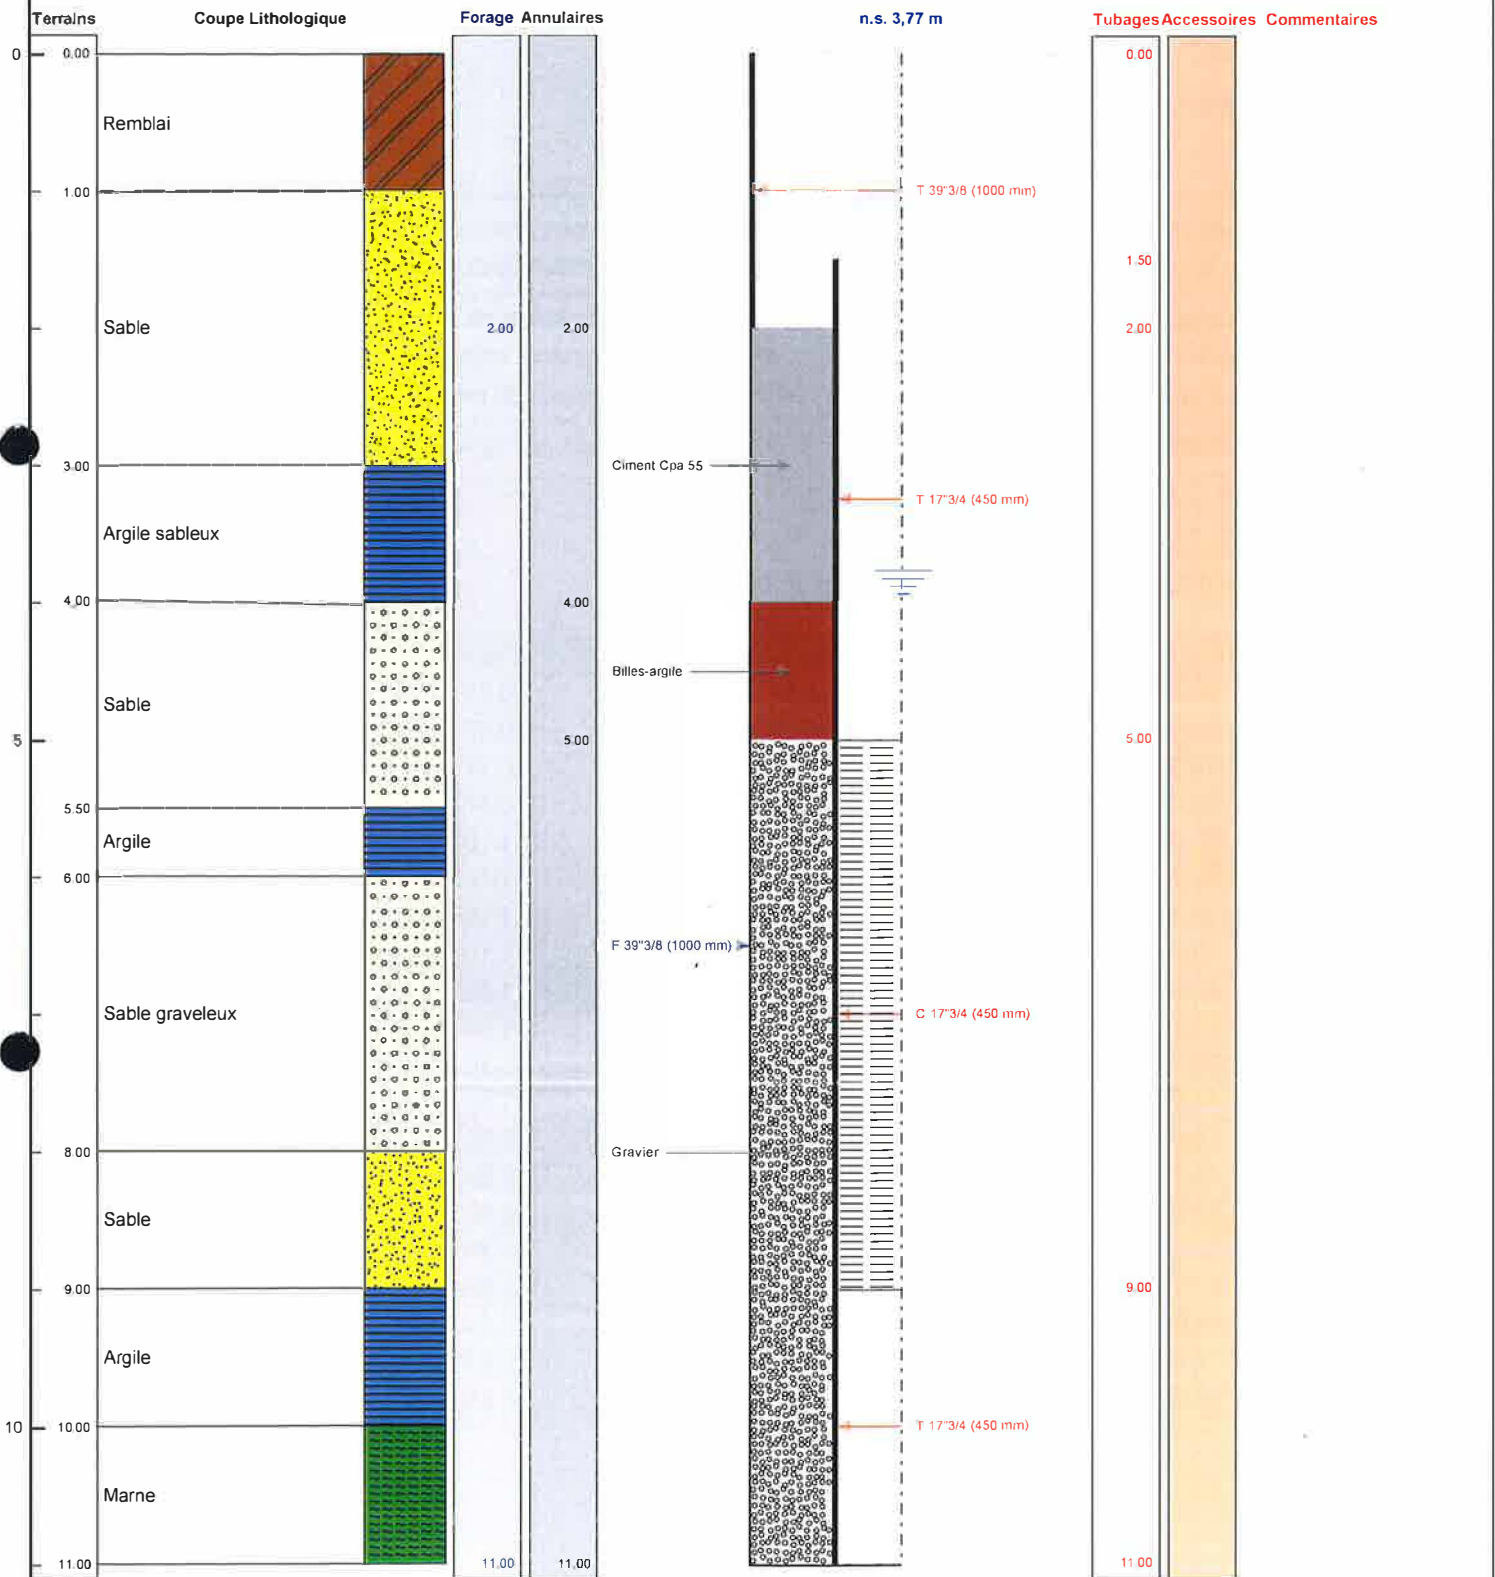 Terrains Coupe Lithologique Forage Annulaires n.s. 3,77 m Tubages Accessoires Commentaires
0 0.00 0.00
Remblai
1.00 T 39"3/8 (1000 mm)
1.50
Sable 2.00 2.00 2.00
3.00 Ciment Cpa 55
T 17"3/4 (450 mm)
Argile sableux
4.00 4.00
Billes-argile
Sable
5 5.00 5.00
5.50
Argile
6.00
F 39"3/8 (1000 mm)
Sable graveleux C 17"3/4 (450 mm)
8.00 Gravier
Sable
9.00 9.00
Argile
10 10.00 T 17"3/4 (450 mm)
Marne
11.00 11.00 11.00 11.00